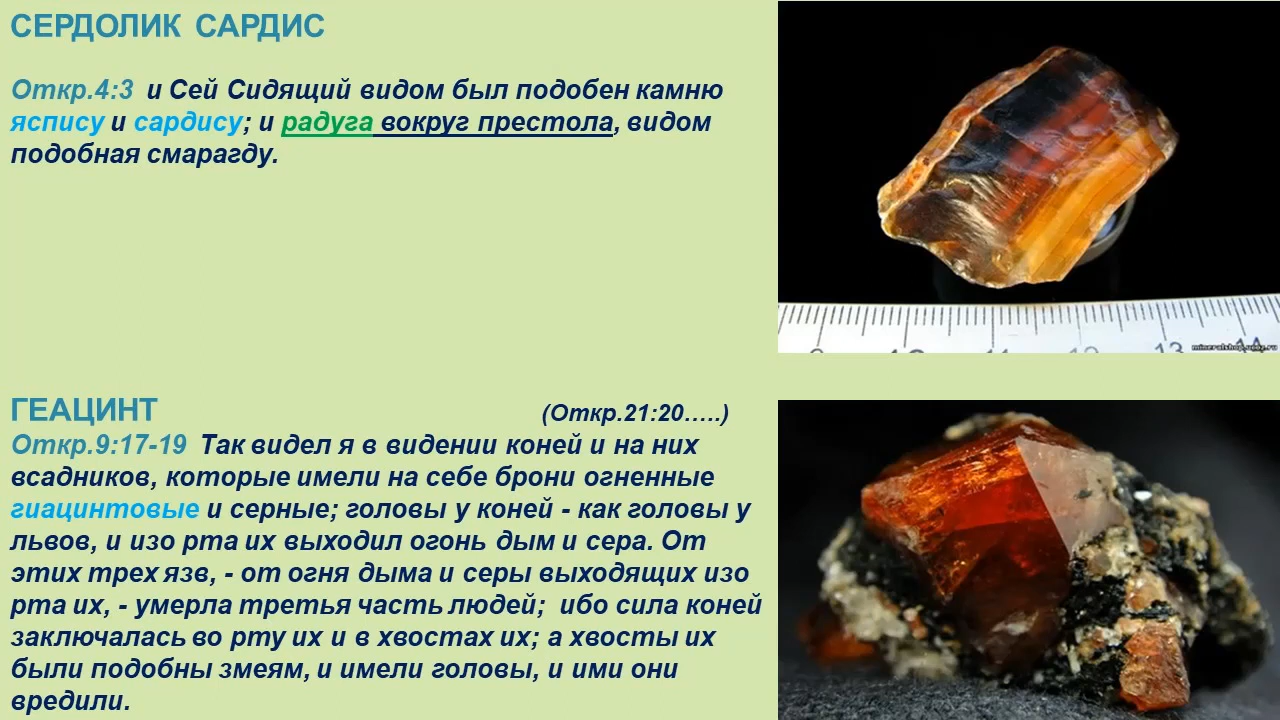 СЕРДОЛИК САРДИС
Откр.4:3 и Сей Сидящий видом был подобен камню
яспису и сардису; и радуга вокруг престола, видом
подобная смарагду.
13
mineralshop.ucoz.ru
ГЕАЦИНТ (Откр.21:20…..)
Откр.9:17-19 Так видел я в видении коней и на них
всадников, которые имели на себе брони огненные
гиацинтовые и серные; головы у коней - как головы у
львов, и изо рта их выходил огонь дым и сера. От
этих трех язв, - от огня дыма и серы выходящих изо
рта их, - умерла третья часть людей; ибо сила коней
заключалась во рту их и в хвостах их; а хвосты их
были подобны змеям, и имели головы, и ими они
вредили.